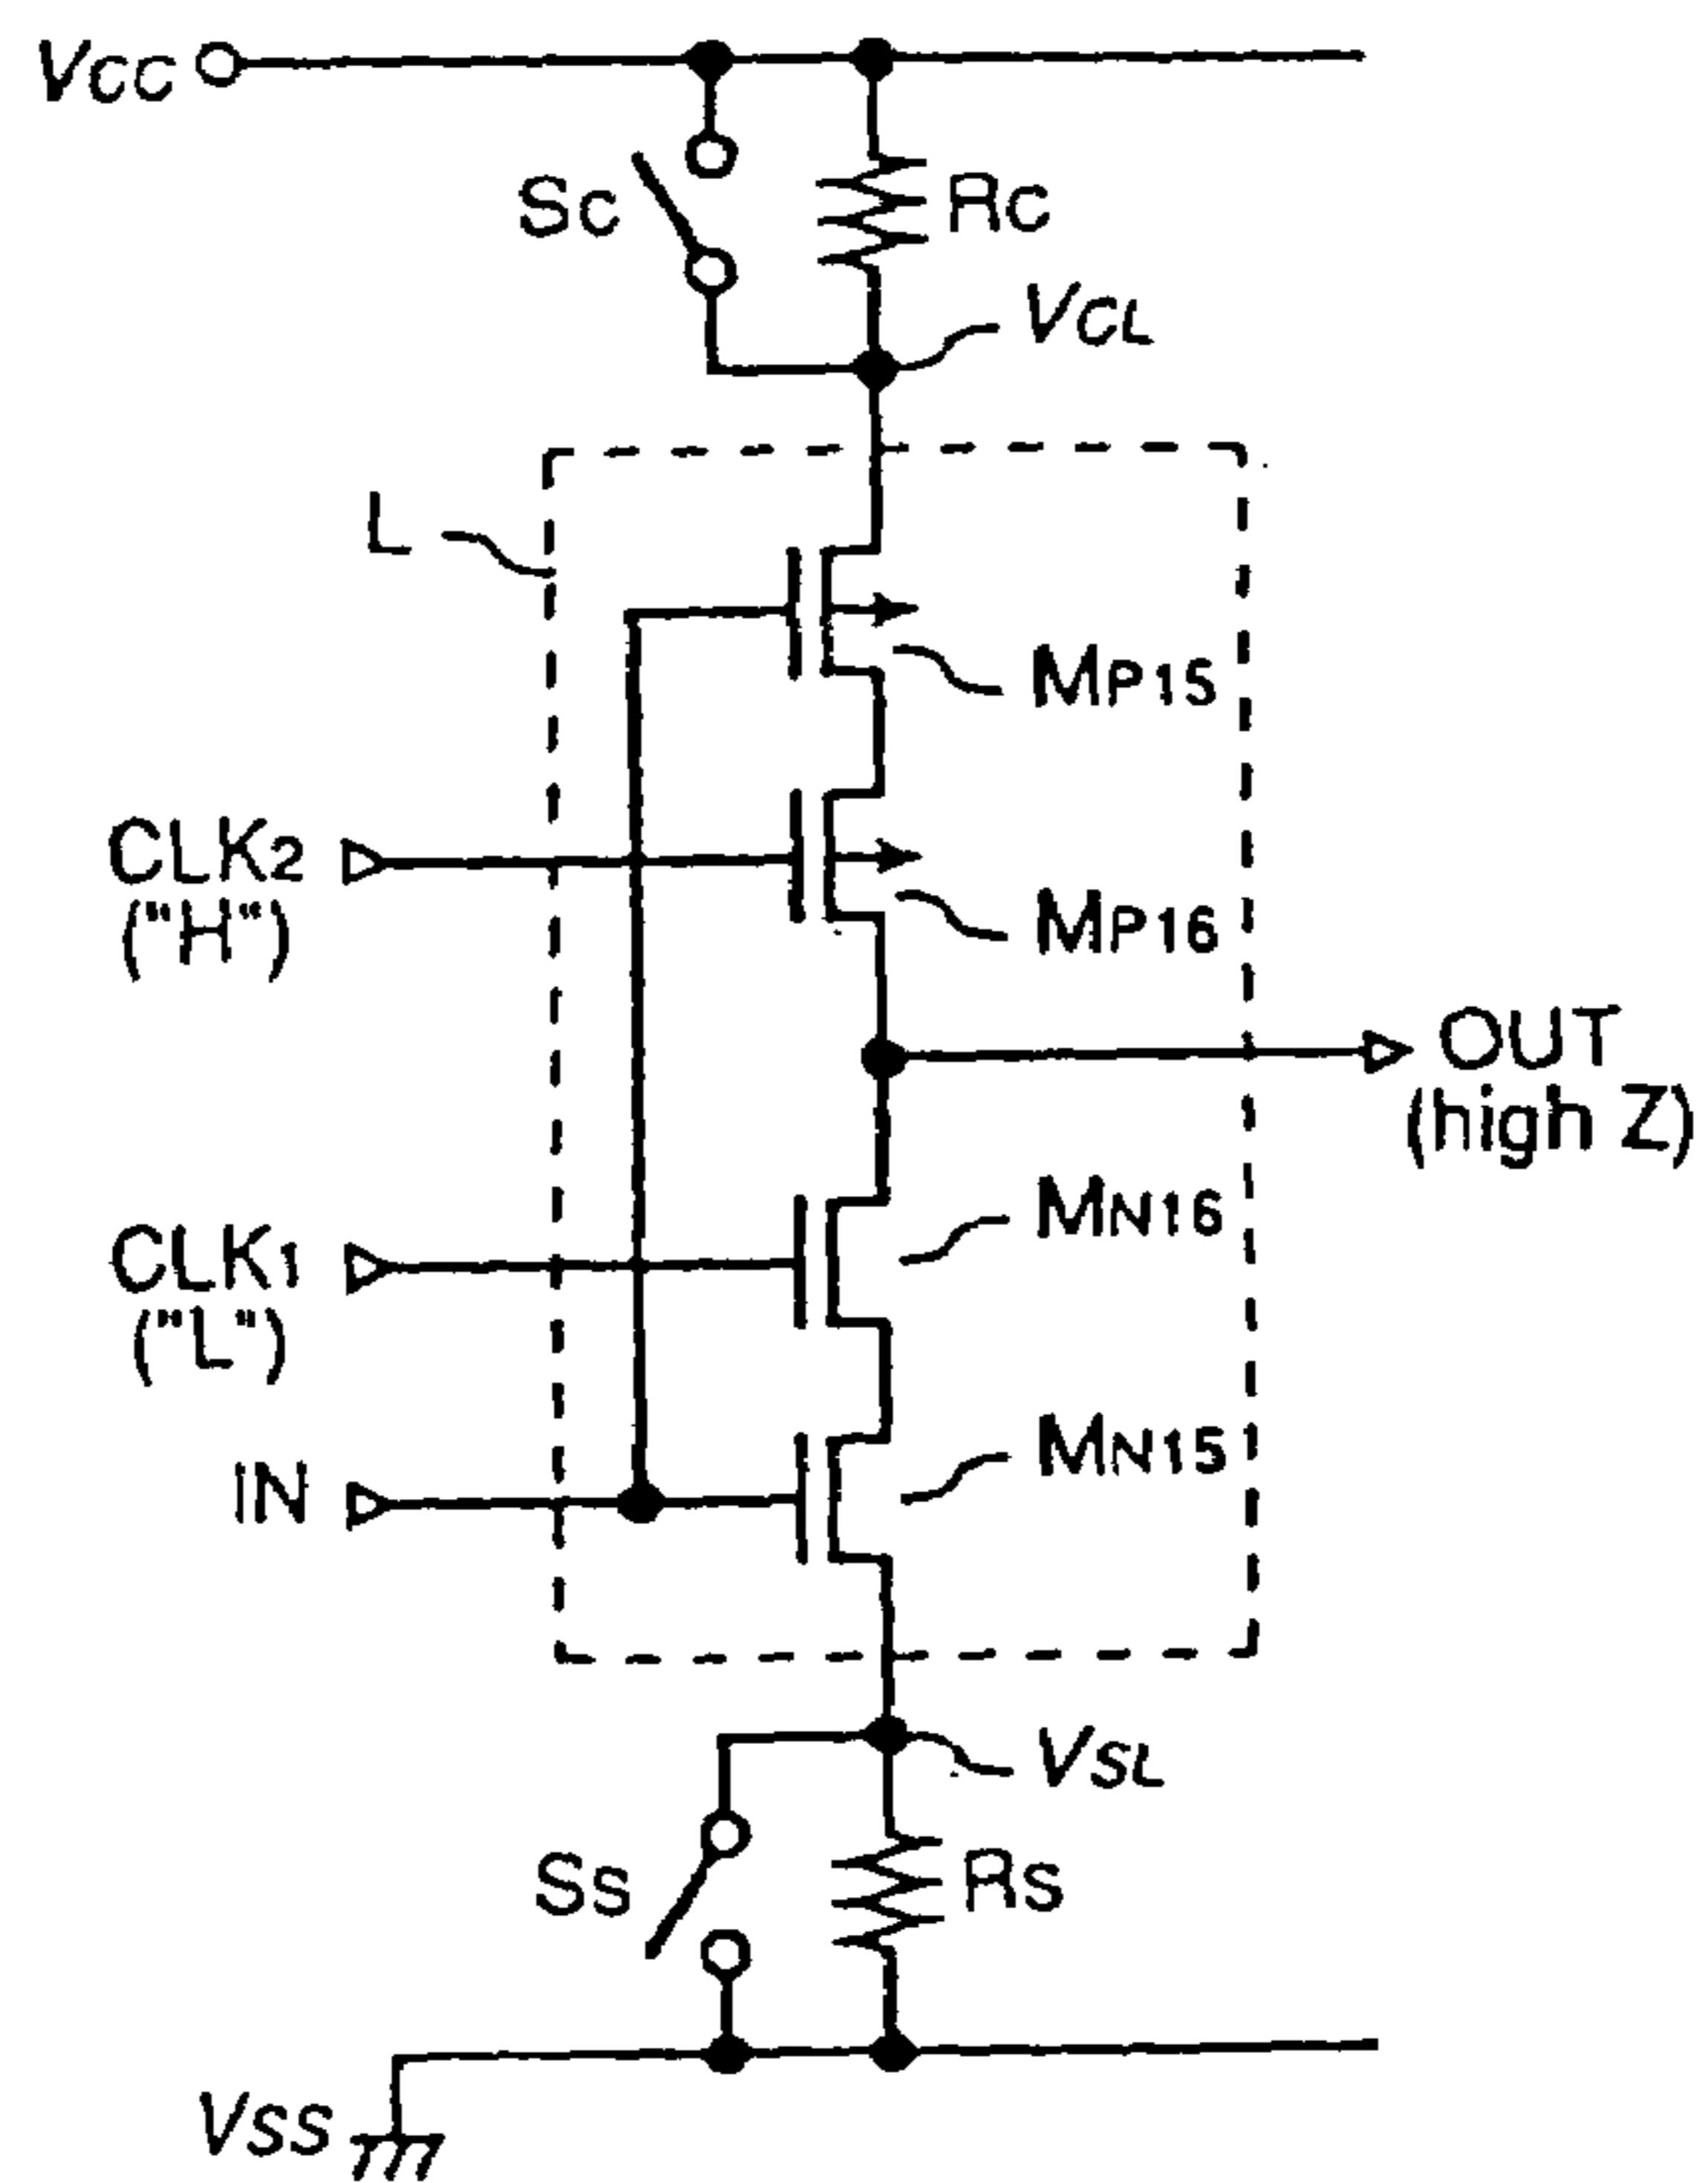 VCC
SC
RC
VCL
L
MP15
CLK2
("H")
MP16
OUT
(high Z)
MN16
CLK1
("L")
MN15
IN
VSL
SS
RS
VSS